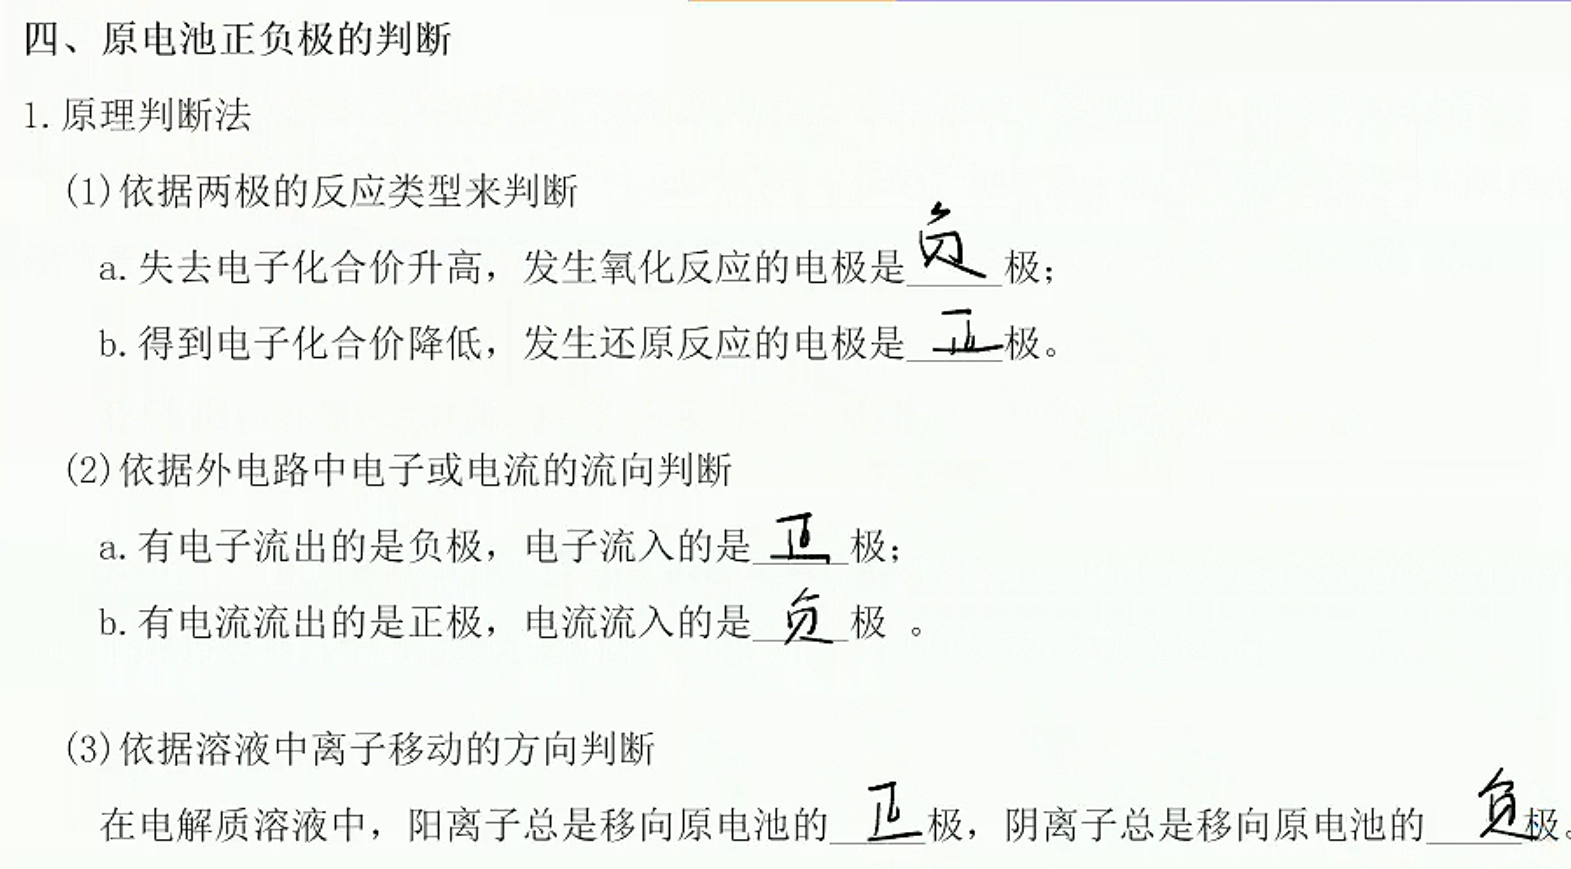 四、原电池正负极的判断
1.原理判断法
(1)依据两极的反应类型来判断
a.失去电子化合价升高，发生氧化反应的电极是负极；
b.得到电子化合价降低，发生还原反应的电极是正极。
(2)依据外电路中电子或电流的流向判断
a.有电子流出的是负极，电子流入的是正极；
b.有电流流出的是正极，电流流入的是负极 。
(3)依据溶液中离子移动的方向判断
在电解质溶液中，阳离子总是移向原电池的正极，阴离子总是移向原电池的负极。